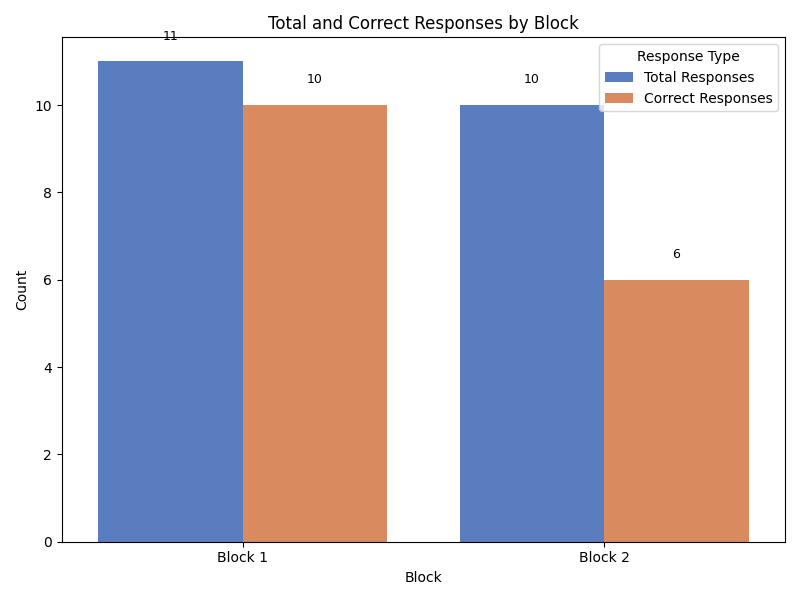 Total and Correct Responses by Block
11
10
10
6
Response Type
Total Responses
Correct Responses
10
8
6
4
2
0
Count
Block 1
Block 2
Block